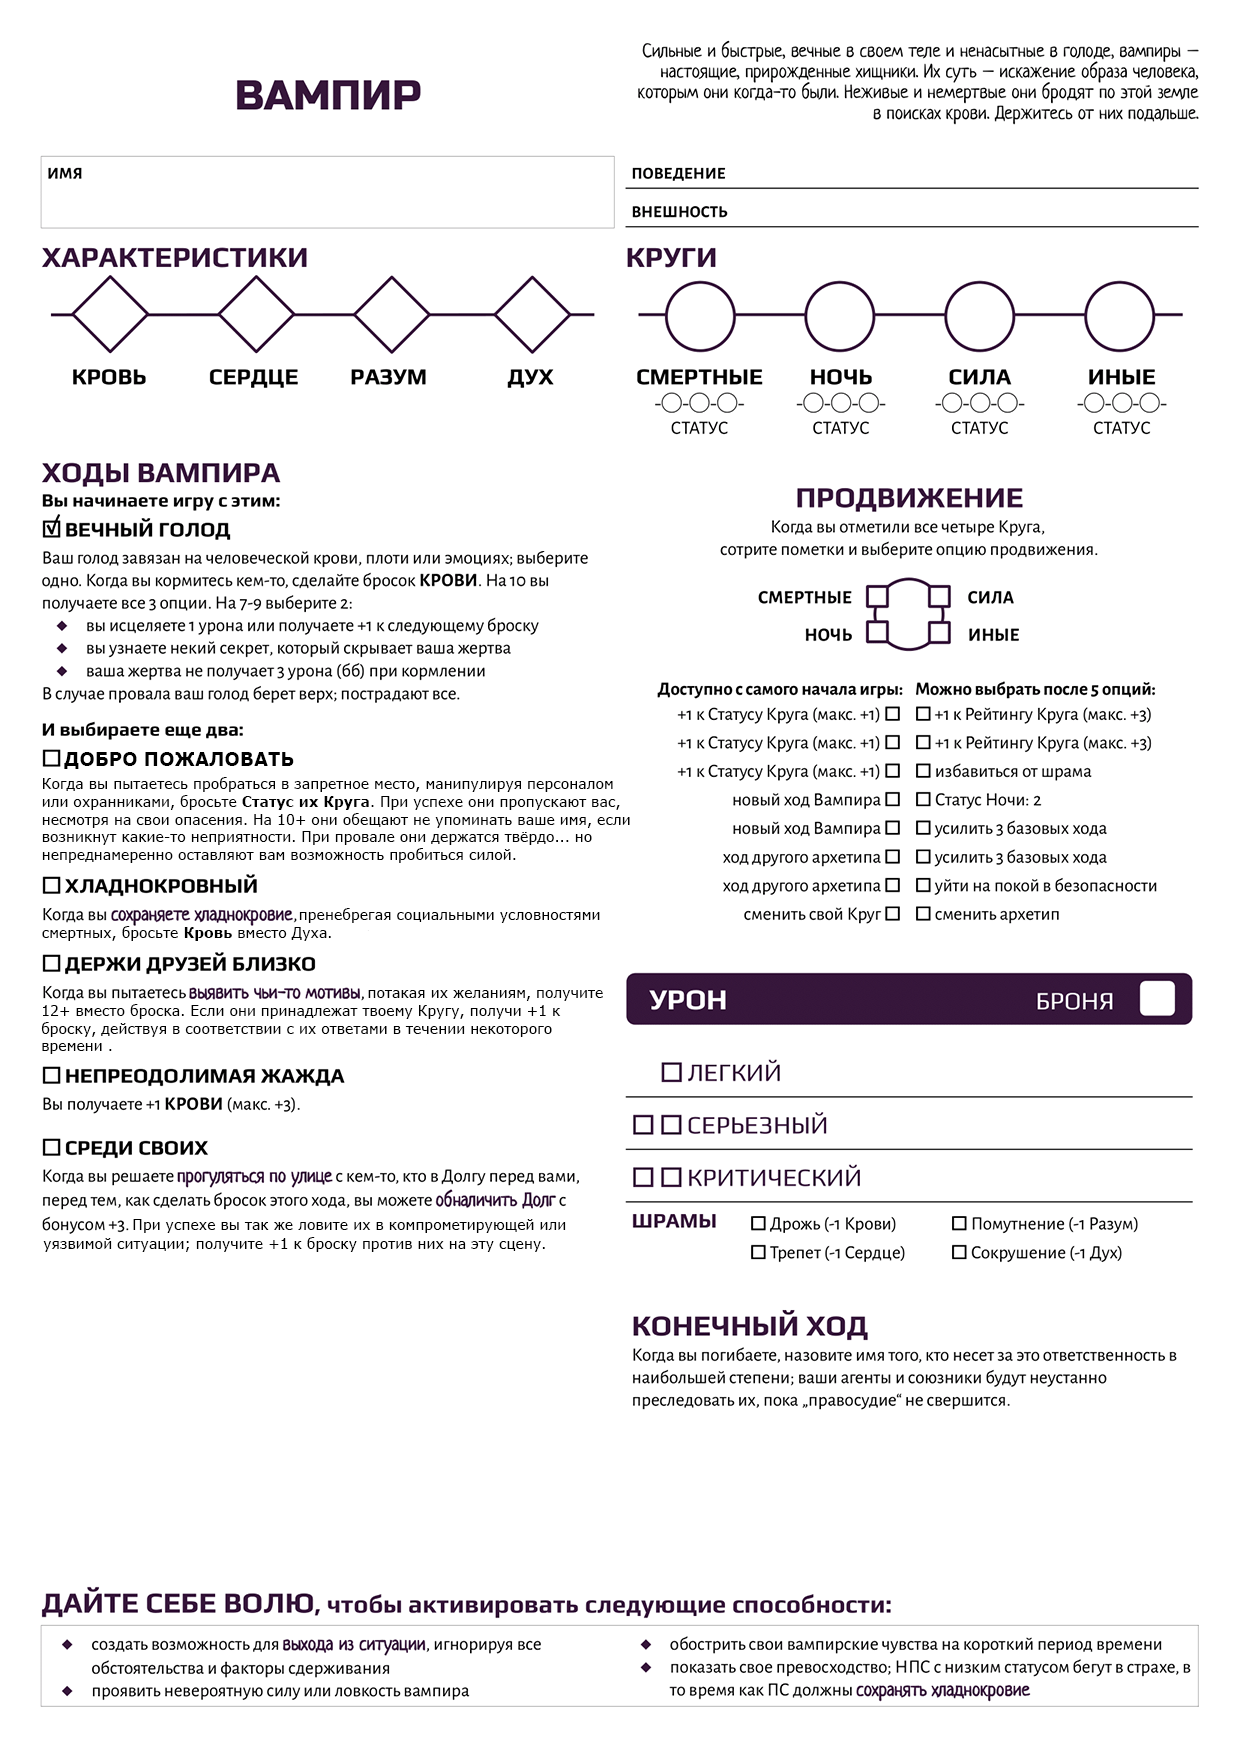 ВАМПИР
Сильные и быстрые, вечные в своем теле и ненасытные в голоде, вампиры —
настоящие, прирожденные хищники. Их суть — искажение образа человека,
которым они когда-то были. Неживые и немертвые они бродят по этой земле
в поисках крови. Держитесь от них подальше.
ИМЯ
ПОВЕДЕНИЕ
ВНЕШНОСТЬ
ХАРАКТЕРИСТИКИ
КРОВЬ СЕРДЦЕ РАЗУМ ДУХ
КРУГИ
СМЕРТНЫЕ НОЧЬ СИЛА ИНЫЕ
СТАТУС СТАТУС СТАТУС СТАТУС
ХОДЫ ВАМПИРА
Вы начинаете игру с этим:
ВЕЧНЫЙ ГОЛОД
Ваш голод завязан на человеческой крови, плоти или эмоциях; выберите
одно. Когда вы кормитесь кем-то, сделайте бросок КРОВИ. На 10 вы
получаете все 3 опции. На 7-9 выберите 2:
вы исцеляете 1 урона или получаете +1 к следующему броску
вы узнаете некий секрет, который скрывает ваша жертва
ваша жертва не получает 3 урона (бб) при кормлении
В случае провала ваш голод берет верх; пострадают все.
И выбираете еще два:
ДОБРО ПОЖАЛОВАТЬ
Когда вы пытаетесь пробраться в запретное место, манипулируя персоналом
или охранниками, бросьте Статус их Круга. При успехе они пропускают вас,
несмотря на свои опасения. На 10+ они обещают не упоминать ваше имя, если
возникнут какие-то неприятности. При провале они держатся твёрдо... но
непреднамеренно оставляют вам возможность пробиться силой.
ХЛАДНОКРОВНЫЙ
Когда вы сохраняете хладнокровие, пренебрегая социальными условностями
смертных, бросьте Кровь вместо Духа.
ДЕРЖИ ДРУЗЕЙ БЛИЗКО
Когда вы пытаетесь выявить чьи-то мотивы, потакая их желаниям, получите
12+ вместо броска. Если они принадлежат твоему Кругу, получи +1 к
броску, действуя в соответствии с их ответами в течении некоторого
времени .
НЕПРЕОДОЛИМАЯ ЖАЖДА
Вы получаете +1 КРОВИ (макс. +3).
СРЕДИ СВОИХ
Когда вы решаете прогуляться по улице с кем-то, кто в Долгу перед вами,
перед тем, как сделать бросок этого хода, вы можете обналичить Долг с
бонусом +3. При успехе вы так же ловите их в компрометирующей или
уязвимой ситуации; получите +1 к броску против них на эту сцену.
ПРОДВИЖЕНИЕ
Когда вы отметили все четыре Круга,
сотрите пометки и выберите опцию продвижения.
СМЕРТНЫЕ СИЛА
НОЧЬ ИНЫЕ
Доступно с самого начала игры: Можно выбрать после 5 опций:
+1 к Статусу Круга (макс. +1) +1 к Рейтингу Круга (макс. +3)
+1 к Статусу Круга (макс. +1) +1 к Рейтингу Круга (макс. +3)
+1 к Статусу Круга (макс. +1) избавиться от шрама
новый ход Вампира Статус Ночи: 2
новый ход Вампира усилить 3 базовых хода
ход другого архетипа усилить 3 базовых хода
ход другого архетипа уйти на покой в безопасности
сменить свой Круг сменить архетип
УРОН БРОНЯ
ЛЕГКИЙ
СЕРЬЕЗНЫЙ
КРИТИЧЕСКИЙ
ШРАМЫ Дрожь (-1 Крови) Помутнение (-1 Разум)
Трепет (-1 Сердце) Сокрушение (-1 Дух)
КОНЕЧНЫЙ ХОД
Когда вы погибаете, назовите имя того, кто несет за это ответственность в
наибольшей степени; ваши агенты и союзники будут неустанно
преследовать их, пока „правосудие“ не свершится.
ДАЙТЕ СЕБЕ ВОЛЮ, чтобы активировать следующие способности:
создать возможность для выхода из ситуации, игнорируя все
обстоятельства и факторы сдерживания
проявить невероятную силу или ловкость вампира
обострить свои вампирские чувства на короткий период времени
показать свое превосходство; НПС с низким статусом бегут в страхе, в
то время как ПС должны сохранять хладнокровие